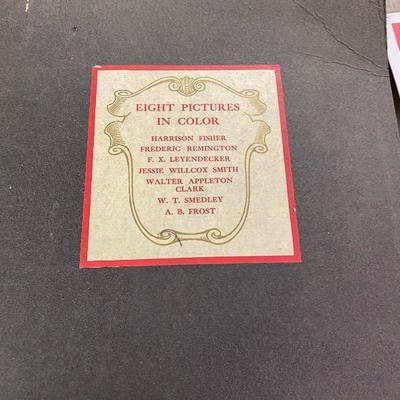 EIGHT PICTURES
IN COLOR
HARRISON FISHER
FREDERIC REMINGTON
F. X. LEYENDECKER
JESSIE WILLCOX SMITH
WALTER APPLETON
CLARK
W. T. SMEDLEY
A. B. FROST